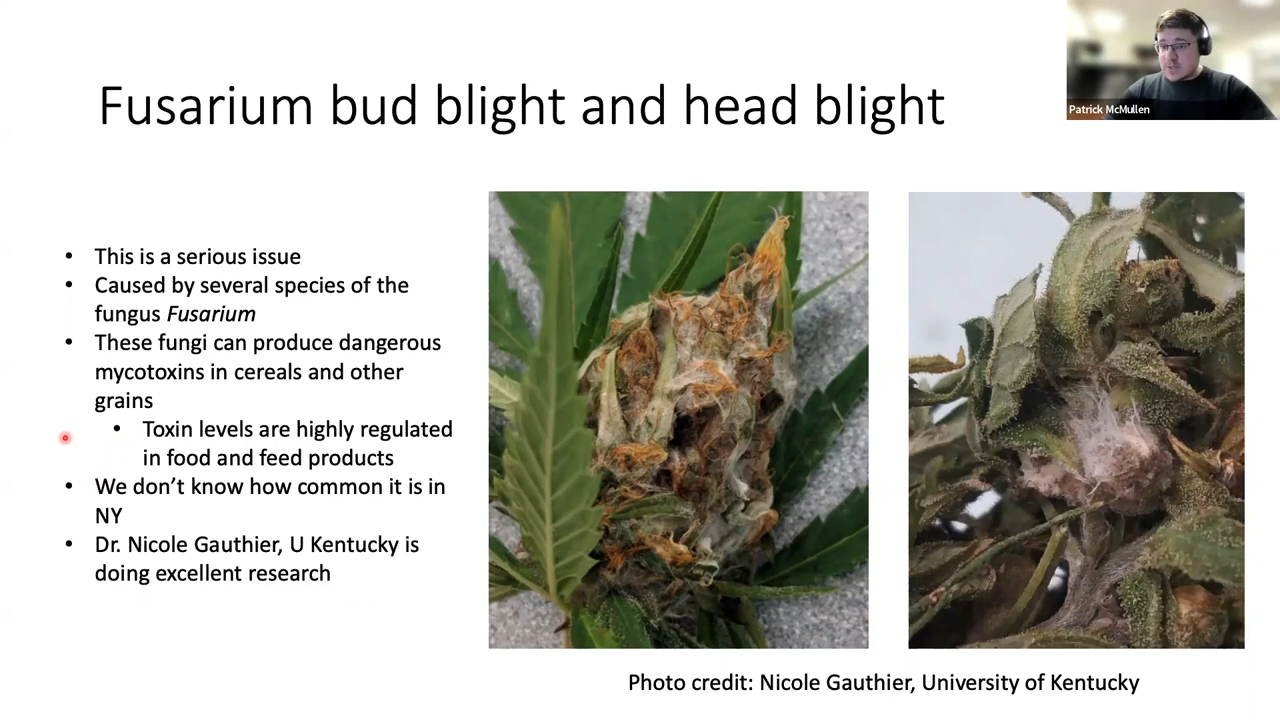 Fusarium bud blight and head blight
Patrick McMullen
• This is a serious issue
• Caused by several species of the
fungus Fusarium
• These fungi can produce dangerous
mycotoxins in cereals and other
grains
• Toxin levels are highly regulated
in food and feed products
• We don’t know how common it is in
NY
• Dr. Nicole Gauthier, U Kentucky is
doing excellent research
Photo credit: Nicole Gauthier, University of Kentucky